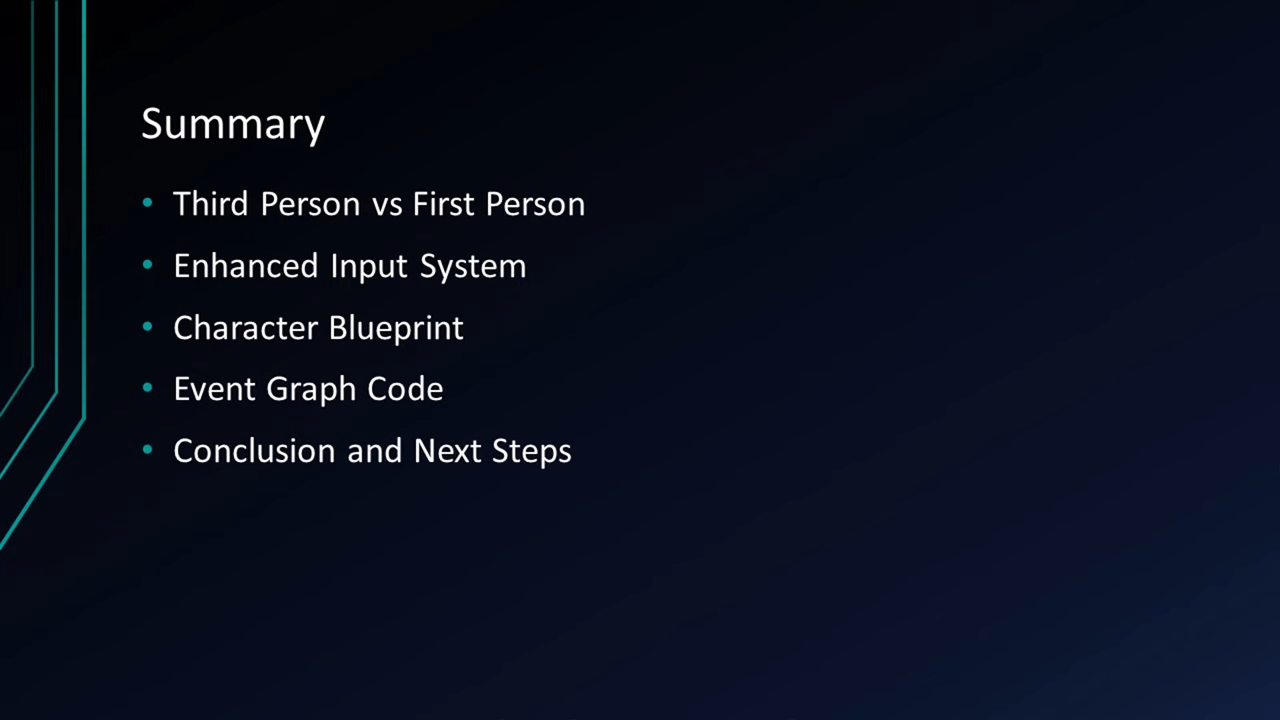 Summary
• Third Person vs First Person
• Enhanced Input System
• Character Blueprint
• Event Graph Code
• Conclusion and Next Steps